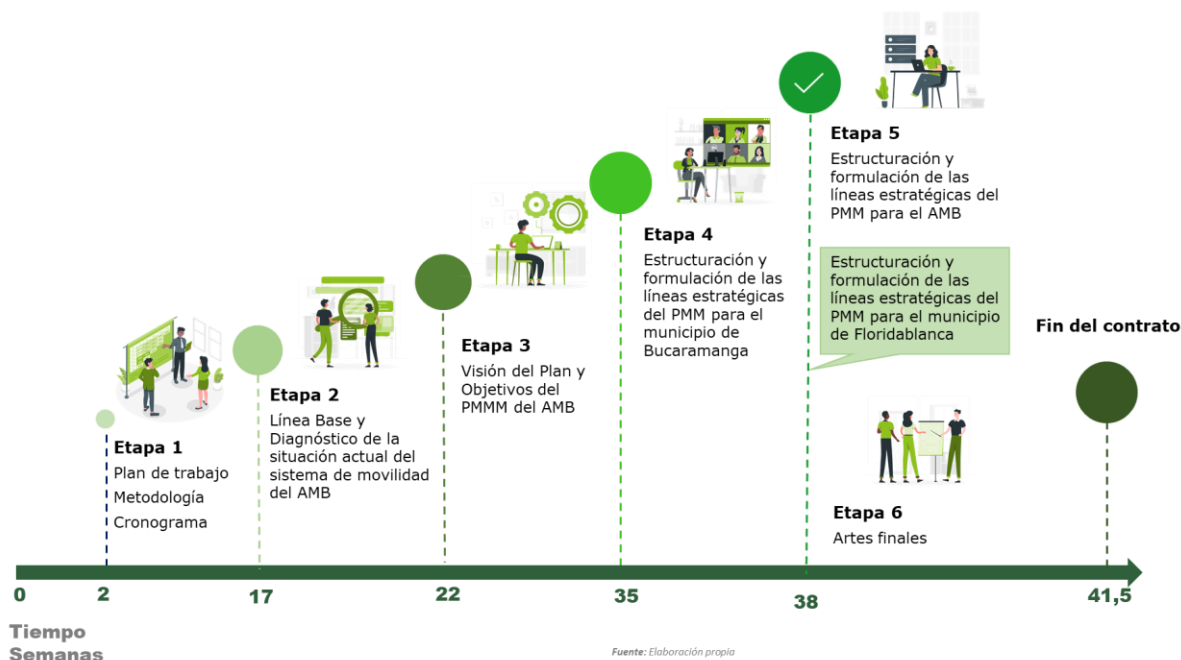 Etapa 1
Plan de trabajo
Metodología
Cronograma
Etapa 2
Línea Base y
Diagnóstico de la
situación actual del
sistema de movilidad
del AMB
Etapa 3
Visión del Plan y
Objetivos del
PMMM del AMB
Etapa 4
Estructuración y
formulación de las
líneas estratégicas
del PMM para el
municipio de
Bucaramanga
Etapa 5
Estructuración y
formulación de las
líneas estratégicas del
PMM para el AMB
Estructuración y
formulación de las
líneas estratégicas del
PMM para el municipio
de Floridablanca
Etapa 6
Artes finales
Fin del contrato
0
2
17
22
35
38
41,5
Tiempo
Semanas
Fuente: Elaboración propia